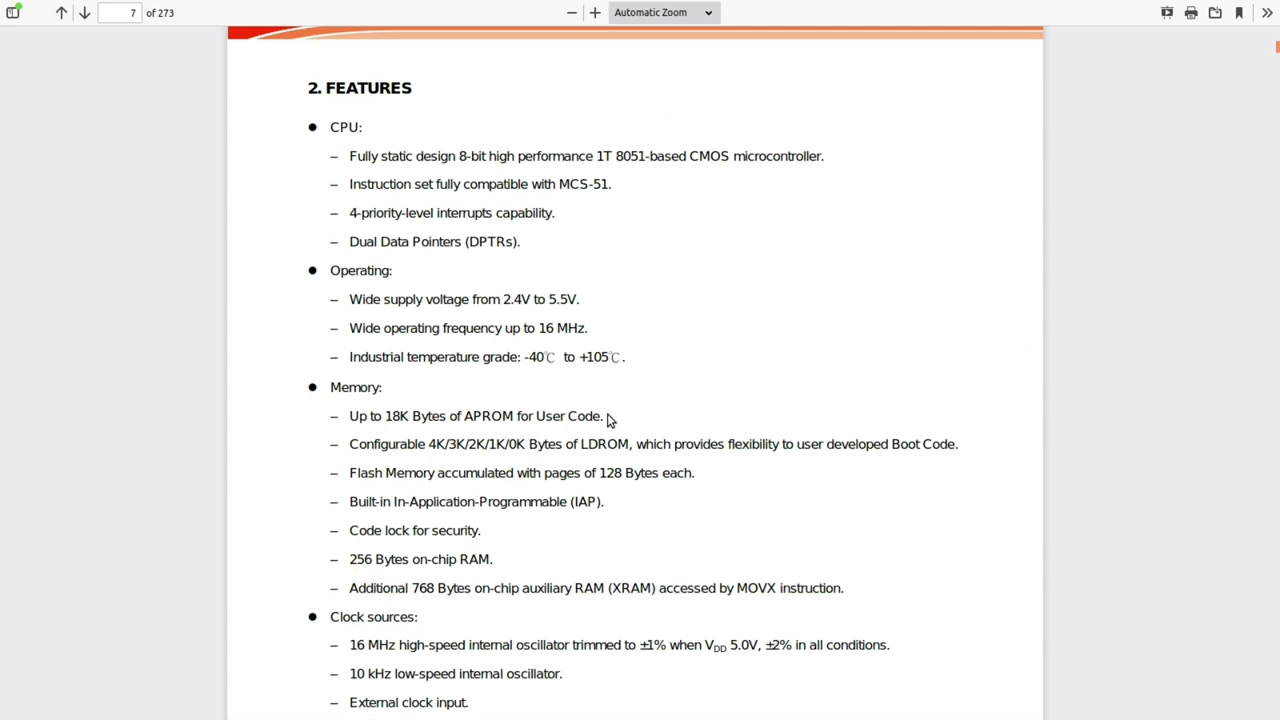 7 of 273 Automatic Zoom
2. FEATURES
● CPU:
– Fully static design 8-bit high performance 1T 8051-based CMOS microcontroller.
– Instruction set fully compatible with MCS-51.
– 4-priority-level interrupts capability.
– Dual Data Pointers (DPTRs).
● Operating:
– Wide supply voltage from 2.4V to 5.5V.
– Wide operating frequency up to 16 MHz.
– Industrial temperature grade: -40℃ to +105℃.
● Memory:
– Up to 18K Bytes of APROM for User Code.
– Configurable 4K/3K/2K/1K/0K Bytes of LDROM, which provides flexibility to user developed Boot Code.
– Flash Memory accumulated with pages of 128 Bytes each.
– Built-in In-Application-Programmable (IAP).
– Code lock for security.
– 256 Bytes on-chip RAM.
– Additional 768 Bytes on-chip auxiliary RAM (XRAM) accessed by MOVX instruction.
● Clock sources:
– 16 MHz high-speed internal oscillator trimmed to ±1% when VDD 5.0V, ±2% in all conditions.
– 10 kHz low-speed internal oscillator.
– External clock input.